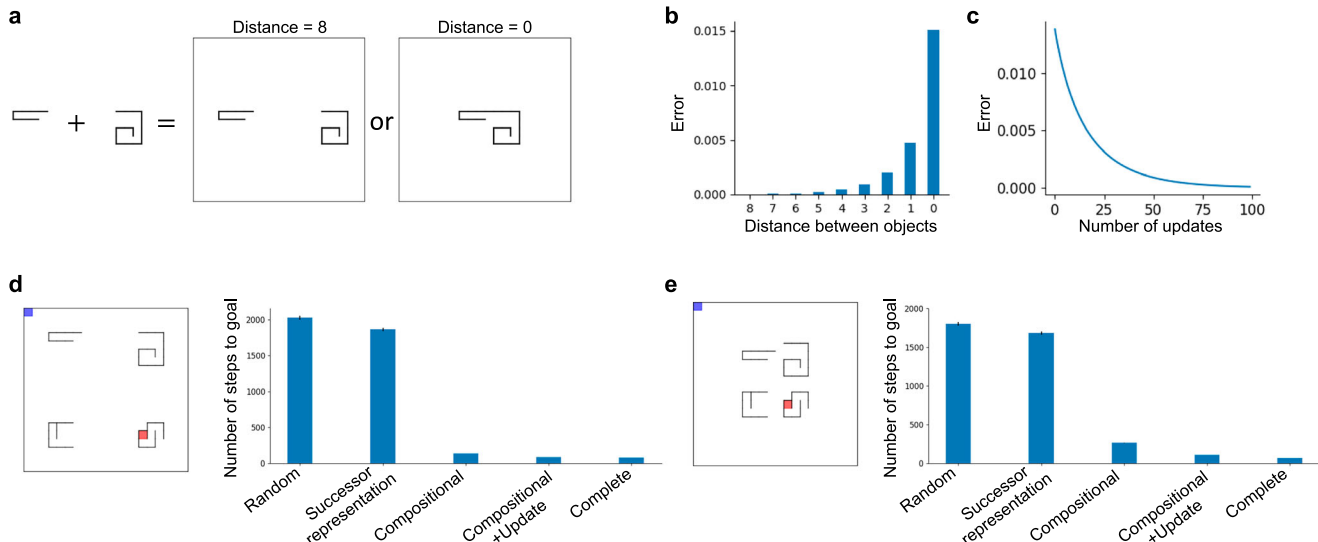 a
Distance = 8
Distance = 0
+
=
or
b
Error
0.015
0.010
0.005
0.000
8 7 6 5 4 3 2 1 0
Distance between objects
c
Error
0.010
0.005
0.000
0 25 50 75 100
Number of updates
d
Number of steps to goal
2000
1500
1000
500
0
Random
Successor
representation
Compositional
Compositional
+Update
Complete
e
Number of steps to goal
2000
1500
1000
500
0
Random
Successor
representation
Compositional
Compositional
+Update
Complete